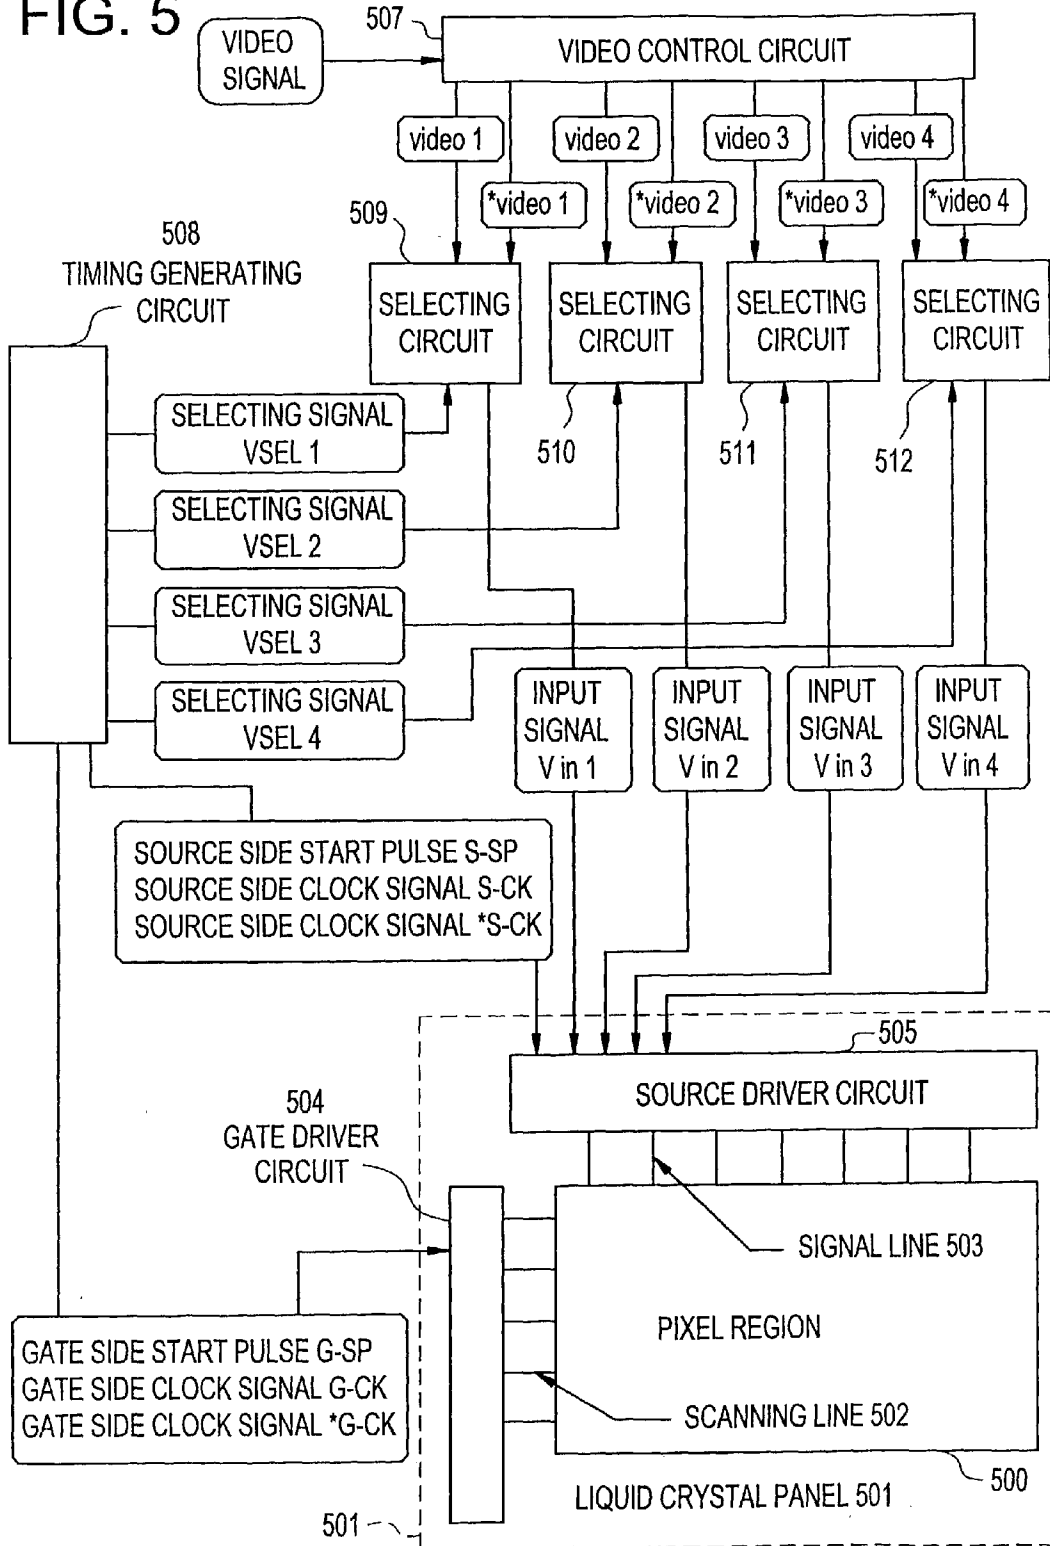 FIG. 5
VIDEO
SIGNAL
507
VIDEO CONTROL CIRCUIT
video 1
video 2
video 3
video 4
*video 1
*video 2
*video 3
*video 4
509
508
TIMING GENERATING
CIRCUIT
SELECTING
CIRCUIT
SELECTING
CIRCUIT
SELECTING
CIRCUIT
SELECTING
CIRCUIT
510
511
512
SELECTING SIGNAL
VSEL 1
SELECTING SIGNAL
VSEL 2
SELECTING SIGNAL
VSEL 3
SELECTING SIGNAL
VSEL 4
INPUT
SIGNAL
V in 1
INPUT
SIGNAL
V in 2
INPUT
SIGNAL
V in 3
INPUT
SIGNAL
V in 4
SOURCE SIDE START PULSE S-SP
SOURCE SIDE CLOCK SIGNAL S-CK
SOURCE SIDE CLOCK SIGNAL *S-CK
505
SOURCE DRIVER CIRCUIT
504
GATE DRIVER
CIRCUIT
SIGNAL LINE 503
PIXEL REGION
SCANNING LINE 502
GATE SIDE START PULSE G-SP
GATE SIDE CLOCK SIGNAL G-CK
GATE SIDE CLOCK SIGNAL *G-CK
500
LIQUID CRYSTAL PANEL 501
501